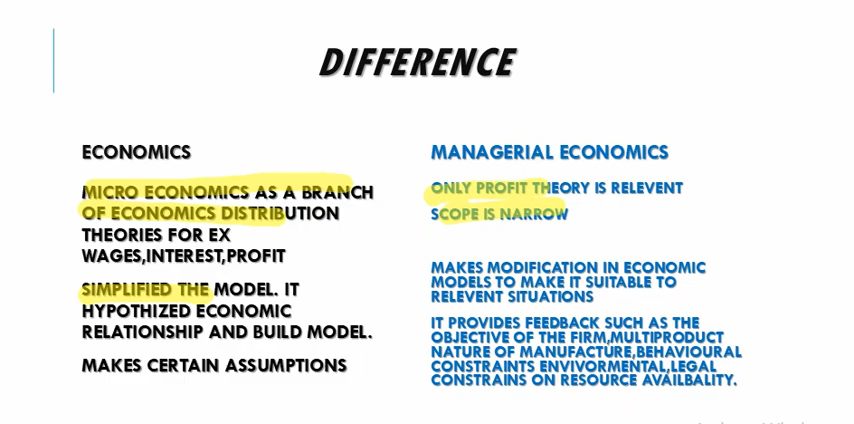 DIFFERENCE
ECONOMICS
MICRO ECONOMICS AS A BRANCH
OF ECONOMICS DISTRIBUTION
THEORIES FOR EX
WAGES,INTEREST,PROFIT
SIMPLIFIED THE MODEL. IT
HYPOTHIZED ECONOMIC
RELATIONSHIP AND BUILD MODEL.
MAKES CERTAIN ASSUMPTIONS
MANAGERIAL ECONOMICS
ONLY PROFIT THEORY IS RELEVENT
SCOPE IS NARROW
MAKES MODIFICATION IN ECONOMIC
MODELS TO MAKE IT SUITABLE TO
RELEVENT SITUATIONS
IT PROVIDES FEEDBACK SUCH AS THE
OBJECTIVE OF THE FIRM,MULTIPRODUCT
NATURE OF MANUFACTURE,BEHAVIOURAL
CONSTRAINTS ENVIVORMENTAL,LEGAL
CONSTRAINS ON RESOURCE AVAILBALITY.